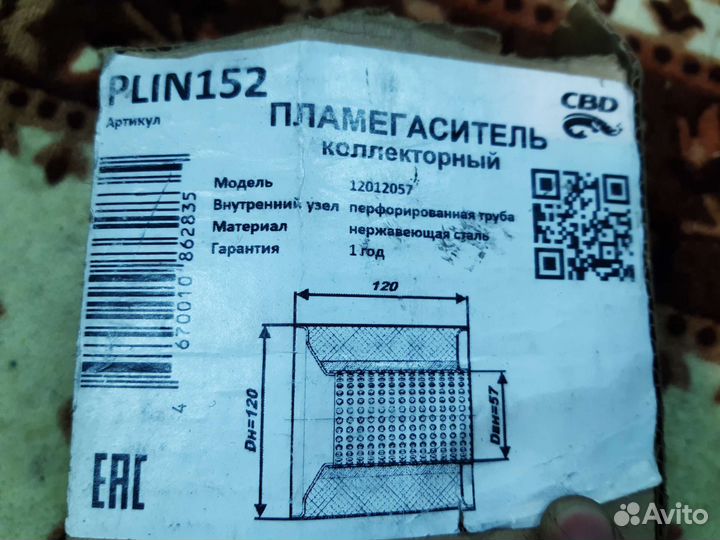 PLIN152
Артикул
CBD
ПЛАМЕГАСИТЕЛЬ
коллекторный
Модель 12012057
Внутренний узел перфорированная труба
Материал нержавеющая сталь
Гарантия 1 год
4 670010 862835
120
Dн=120
Dвн=57
EAC
Avito